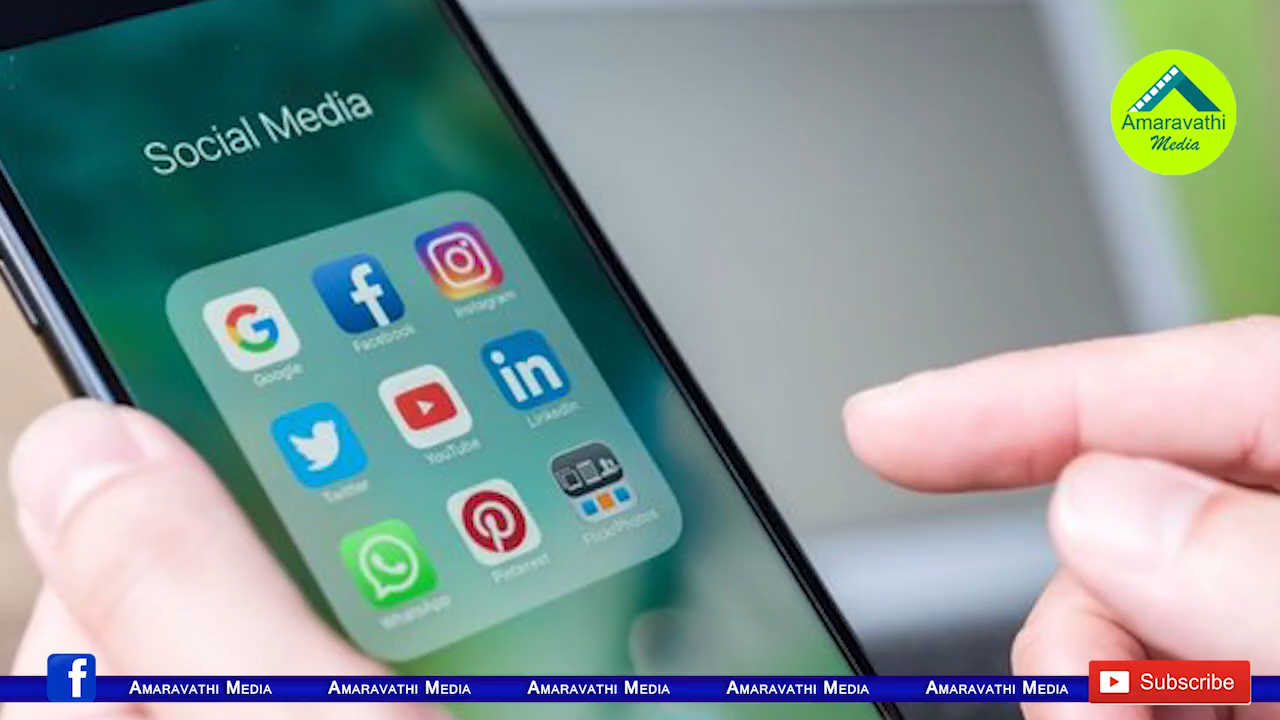 Social Media
Google
Facebook
Instagram
Twitter
YouTube
LinkedIn
WhatsApp
Pinterest
FlickrPhotos
Amaravathi
Media
Amaravathi Media Amaravathi Media Amaravathi Media Amaravathi Media Amaravathi Media
Subscribe